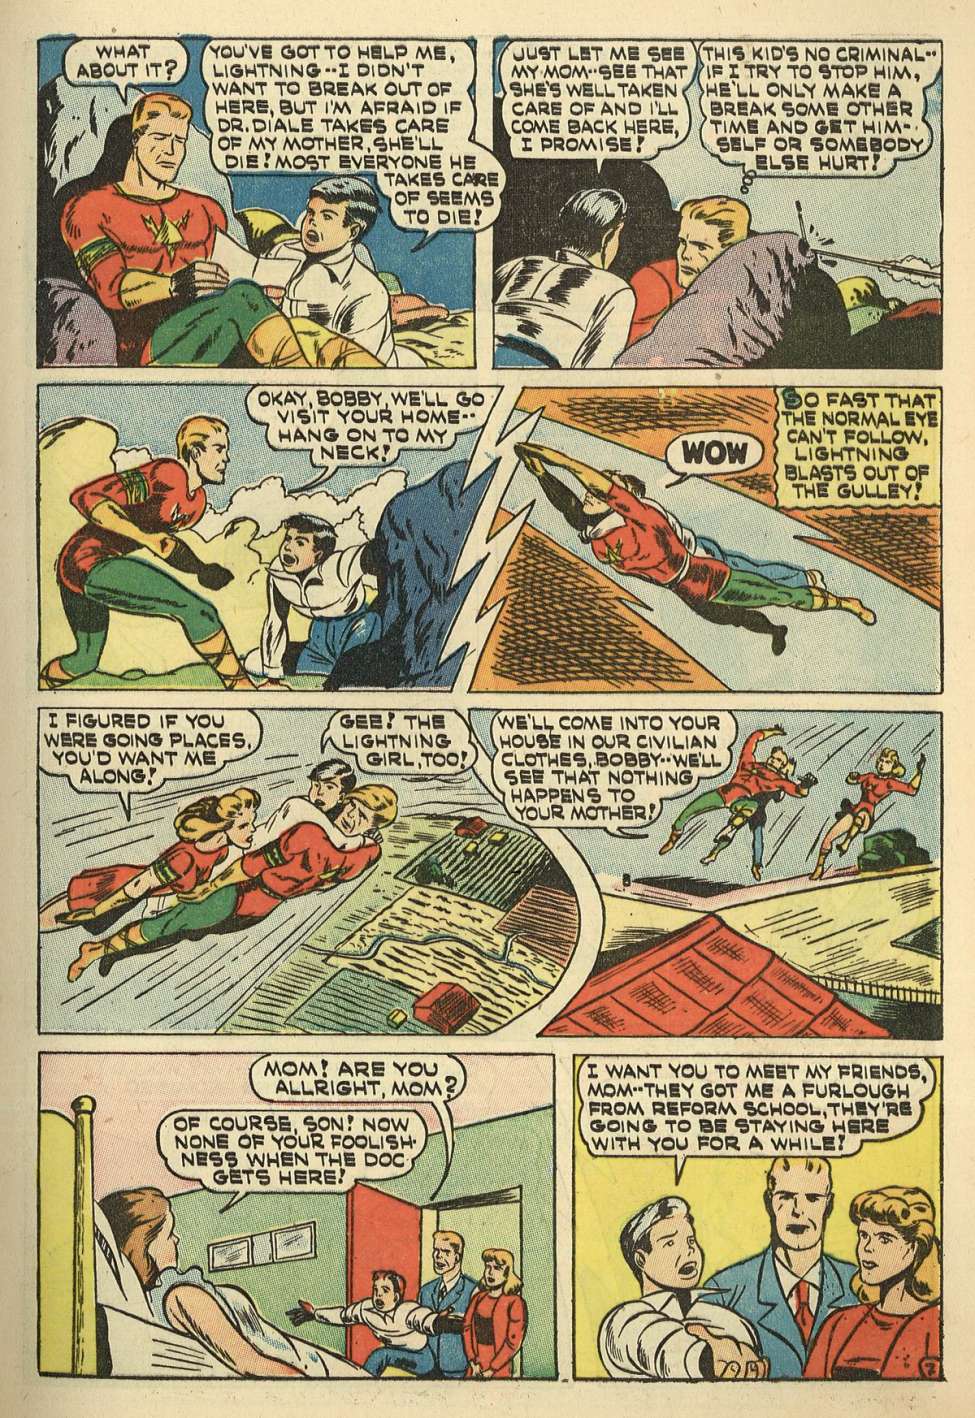 WHAT
ABOUT IT?
YOU'VE GOT TO HELP ME,
LIGHTNING--I DIDN'T
WANT TO BREAK OUT OF
HERE, BUT I'M AFRAID IF
DR. DIALE TAKES CARE
OF MY MOTHER, SHE'LL
DIE! MOST EVERYONE HE
TAKES CARE
OF SEEMS
TO DIE!
JUST LET ME SEE
MY MOM--SEE THAT
SHE'S WELL TAKEN
CARE OF AND I'LL
COME BACK HERE,
I PROMISE!
THIS KID'S NO CRIMINAL--
IF I TRY TO STOP HIM,
HE'LL ONLY MAKE A
BREAK SOME OTHER
TIME AND GET HIM-
SELF OR SOMEBODY
ELSE HURT!
OKAY, BOBBY, WE'LL GO
VISIT YOUR HOME--
HANG ON TO MY
NECK!
WOW
SO FAST THAT
THE NORMAL EYE
CAN'T FOLLOW,
LIGHTNING
BLASTS OUT OF
THE GULLEY!
I FIGURED IF YOU
WERE GOING PLACES,
YOU'D WANT ME
ALONG!
GEE! THE
LIGHTNING
GIRL, TOO!
WE'LL COME INTO YOUR
HOUSE IN OUR CIVILIAN
CLOTHES, BOBBY--WE'LL
SEE THAT NOTHING
HAPPENS TO
YOUR MOTHER!
MOM! ARE YOU
ALLRIGHT, MOM?
OF COURSE, SON! NOW
NONE OF YOUR FOOLISH-
NESS WHEN THE DOC
GETS HERE!
I WANT YOU TO MEET MY FRIENDS,
MOM--THEY GOT ME A FURLOUGH
FROM REFORM SCHOOL, THEY'RE
GOING TO BE STAYING HERE
WITH YOU FOR A WHILE!
7